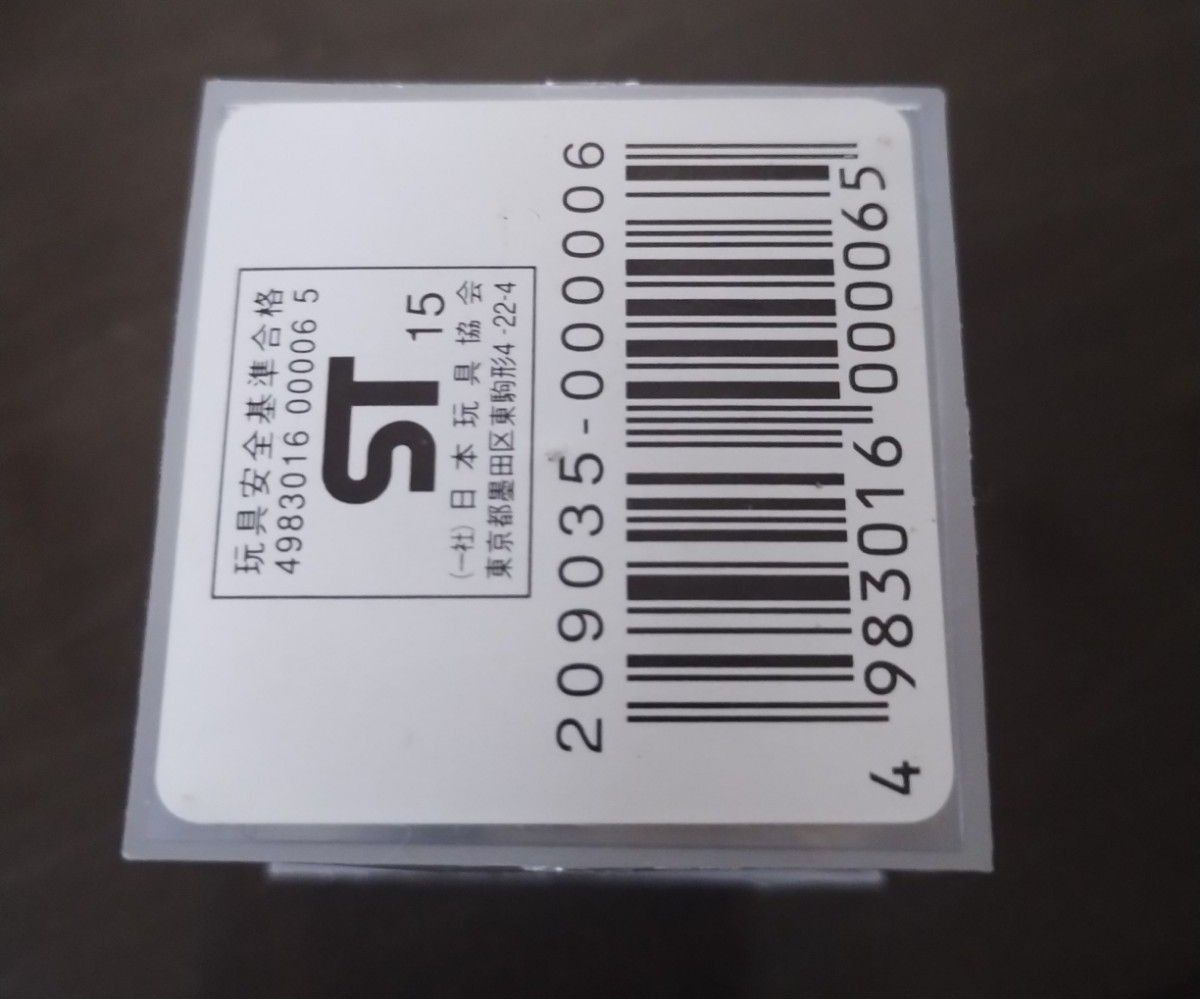 玩具安全基準合格
4983016 00006 5
ST 15
(一社)日本玩具協会
東京都墨田区東駒形4-22-4
209035-00006
4 983016 000065